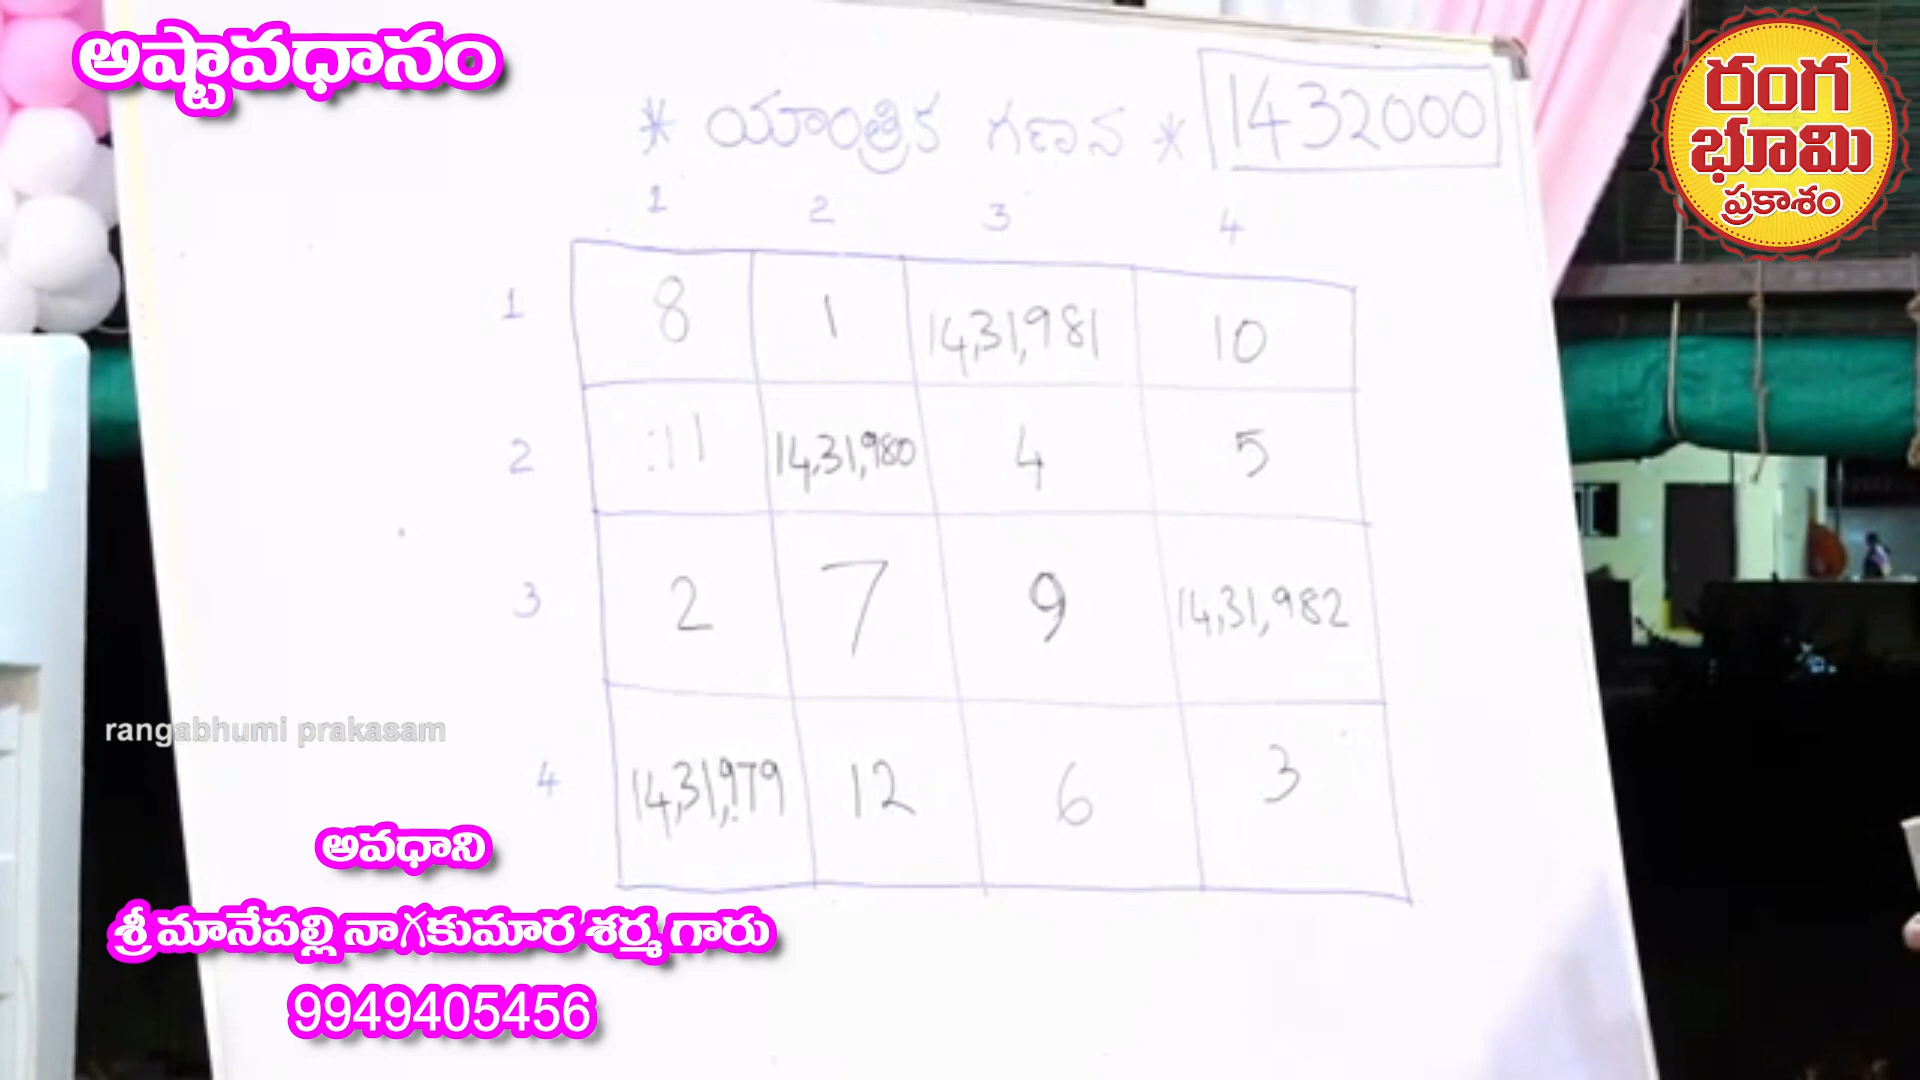 అష్టావధానం
* యాంత్రిక గణన * 1432000
రంగ
భూమి
ప్రకాశం
1 2 3 4
1 8 1 14,31,981 10
2 11 14,31,980 4 5
3 2 7 9 14,31,982
4 14,31,979 12 6 3
rangabhumi prakasam
అవధాని
శ్రీ మానేపల్లి నాగకుమార శర్మ గారు
9949405456